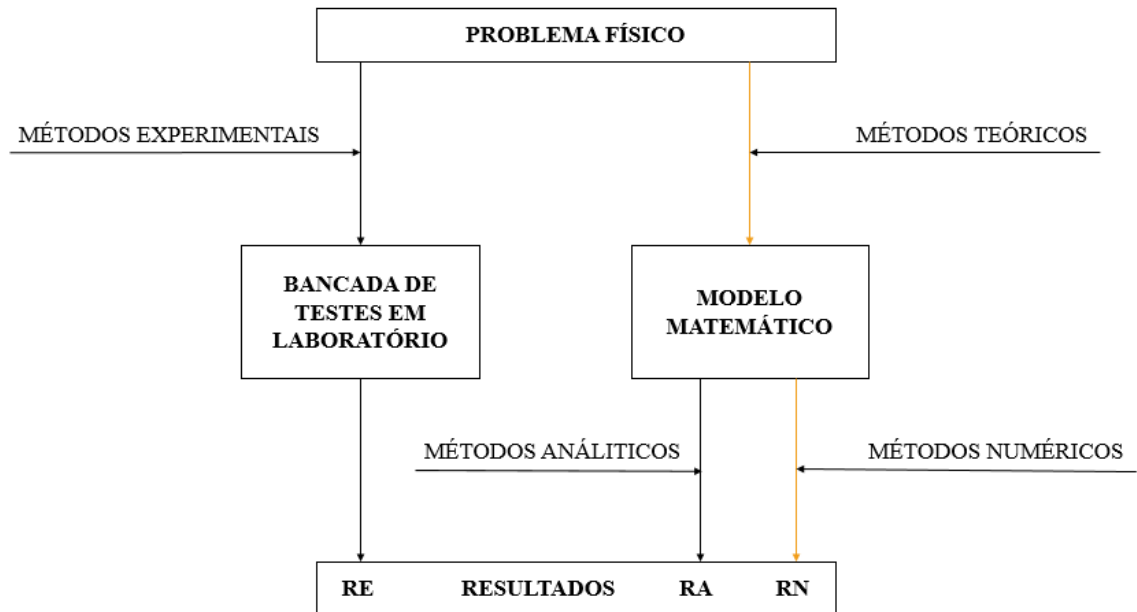 PROBLEMA FÍSICO
MÉTODOS EXPERIMENTAIS
MÉTODOS TEÓRICOS
BANCADA DE
TESTES EM
LABORATÓRIO
MODELO
MATEMÁTICO
MÉTODOS ANÁLITICOS
MÉTODOS NUMÉRICOS
RE RESULTADOS RA RN